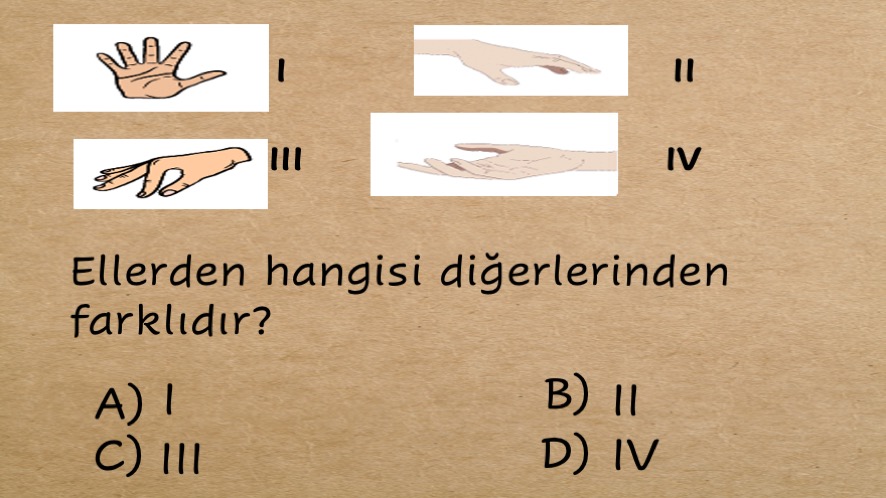 I
II
III
IV
Ellerden hangisi diğerlerinden
farklıdır?
A) I
B) II
C) III
D) IV